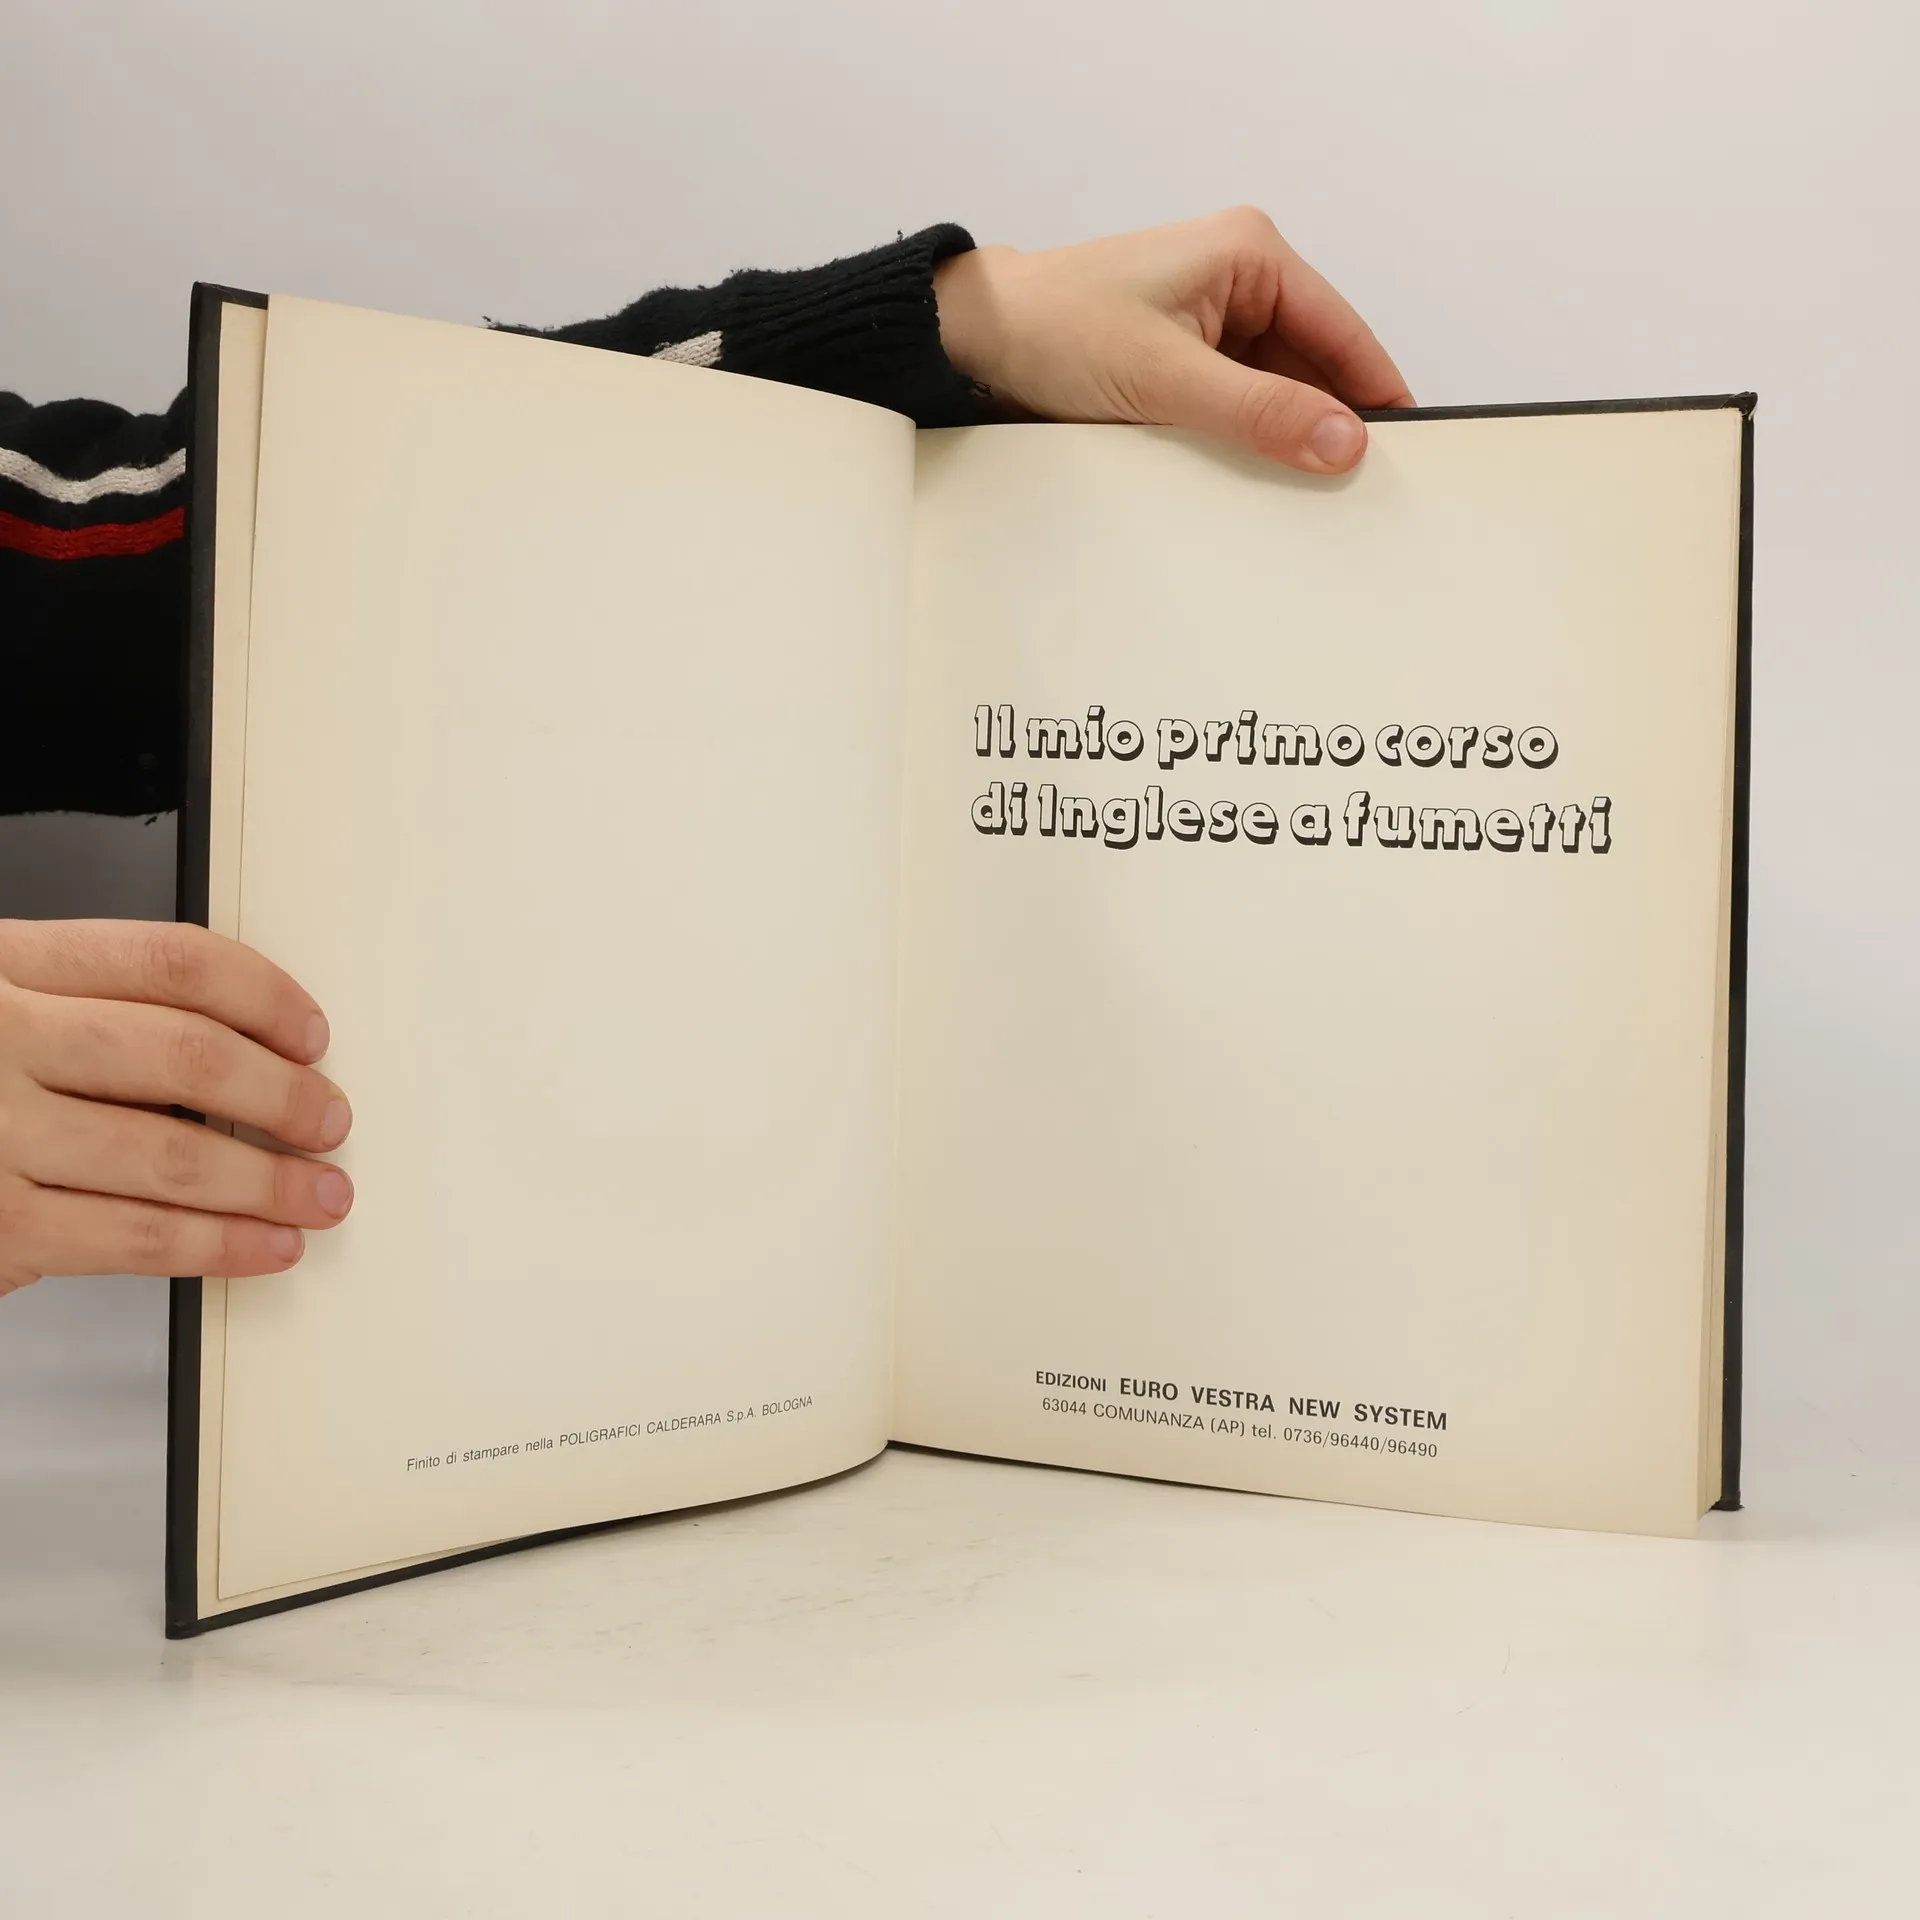 Finito di stampare nella POLIGRAFICI CALDERARA S.p.A. BOLOGNA
Il mio primo corso
di Inglese a fumetti
EDIZIONI EURO VESTRA NEW SYSTEM
63044 COMUNANZA (AP) tel. 0736/96440/96490